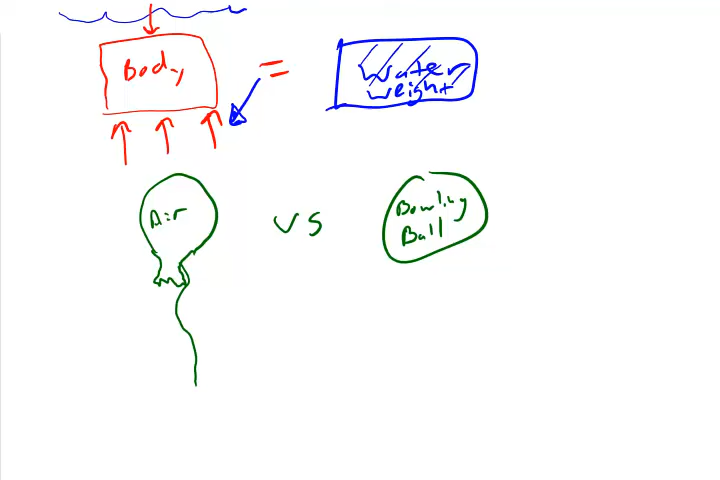 Body
=
Water
weight
Air
vs
Bowling
Ball